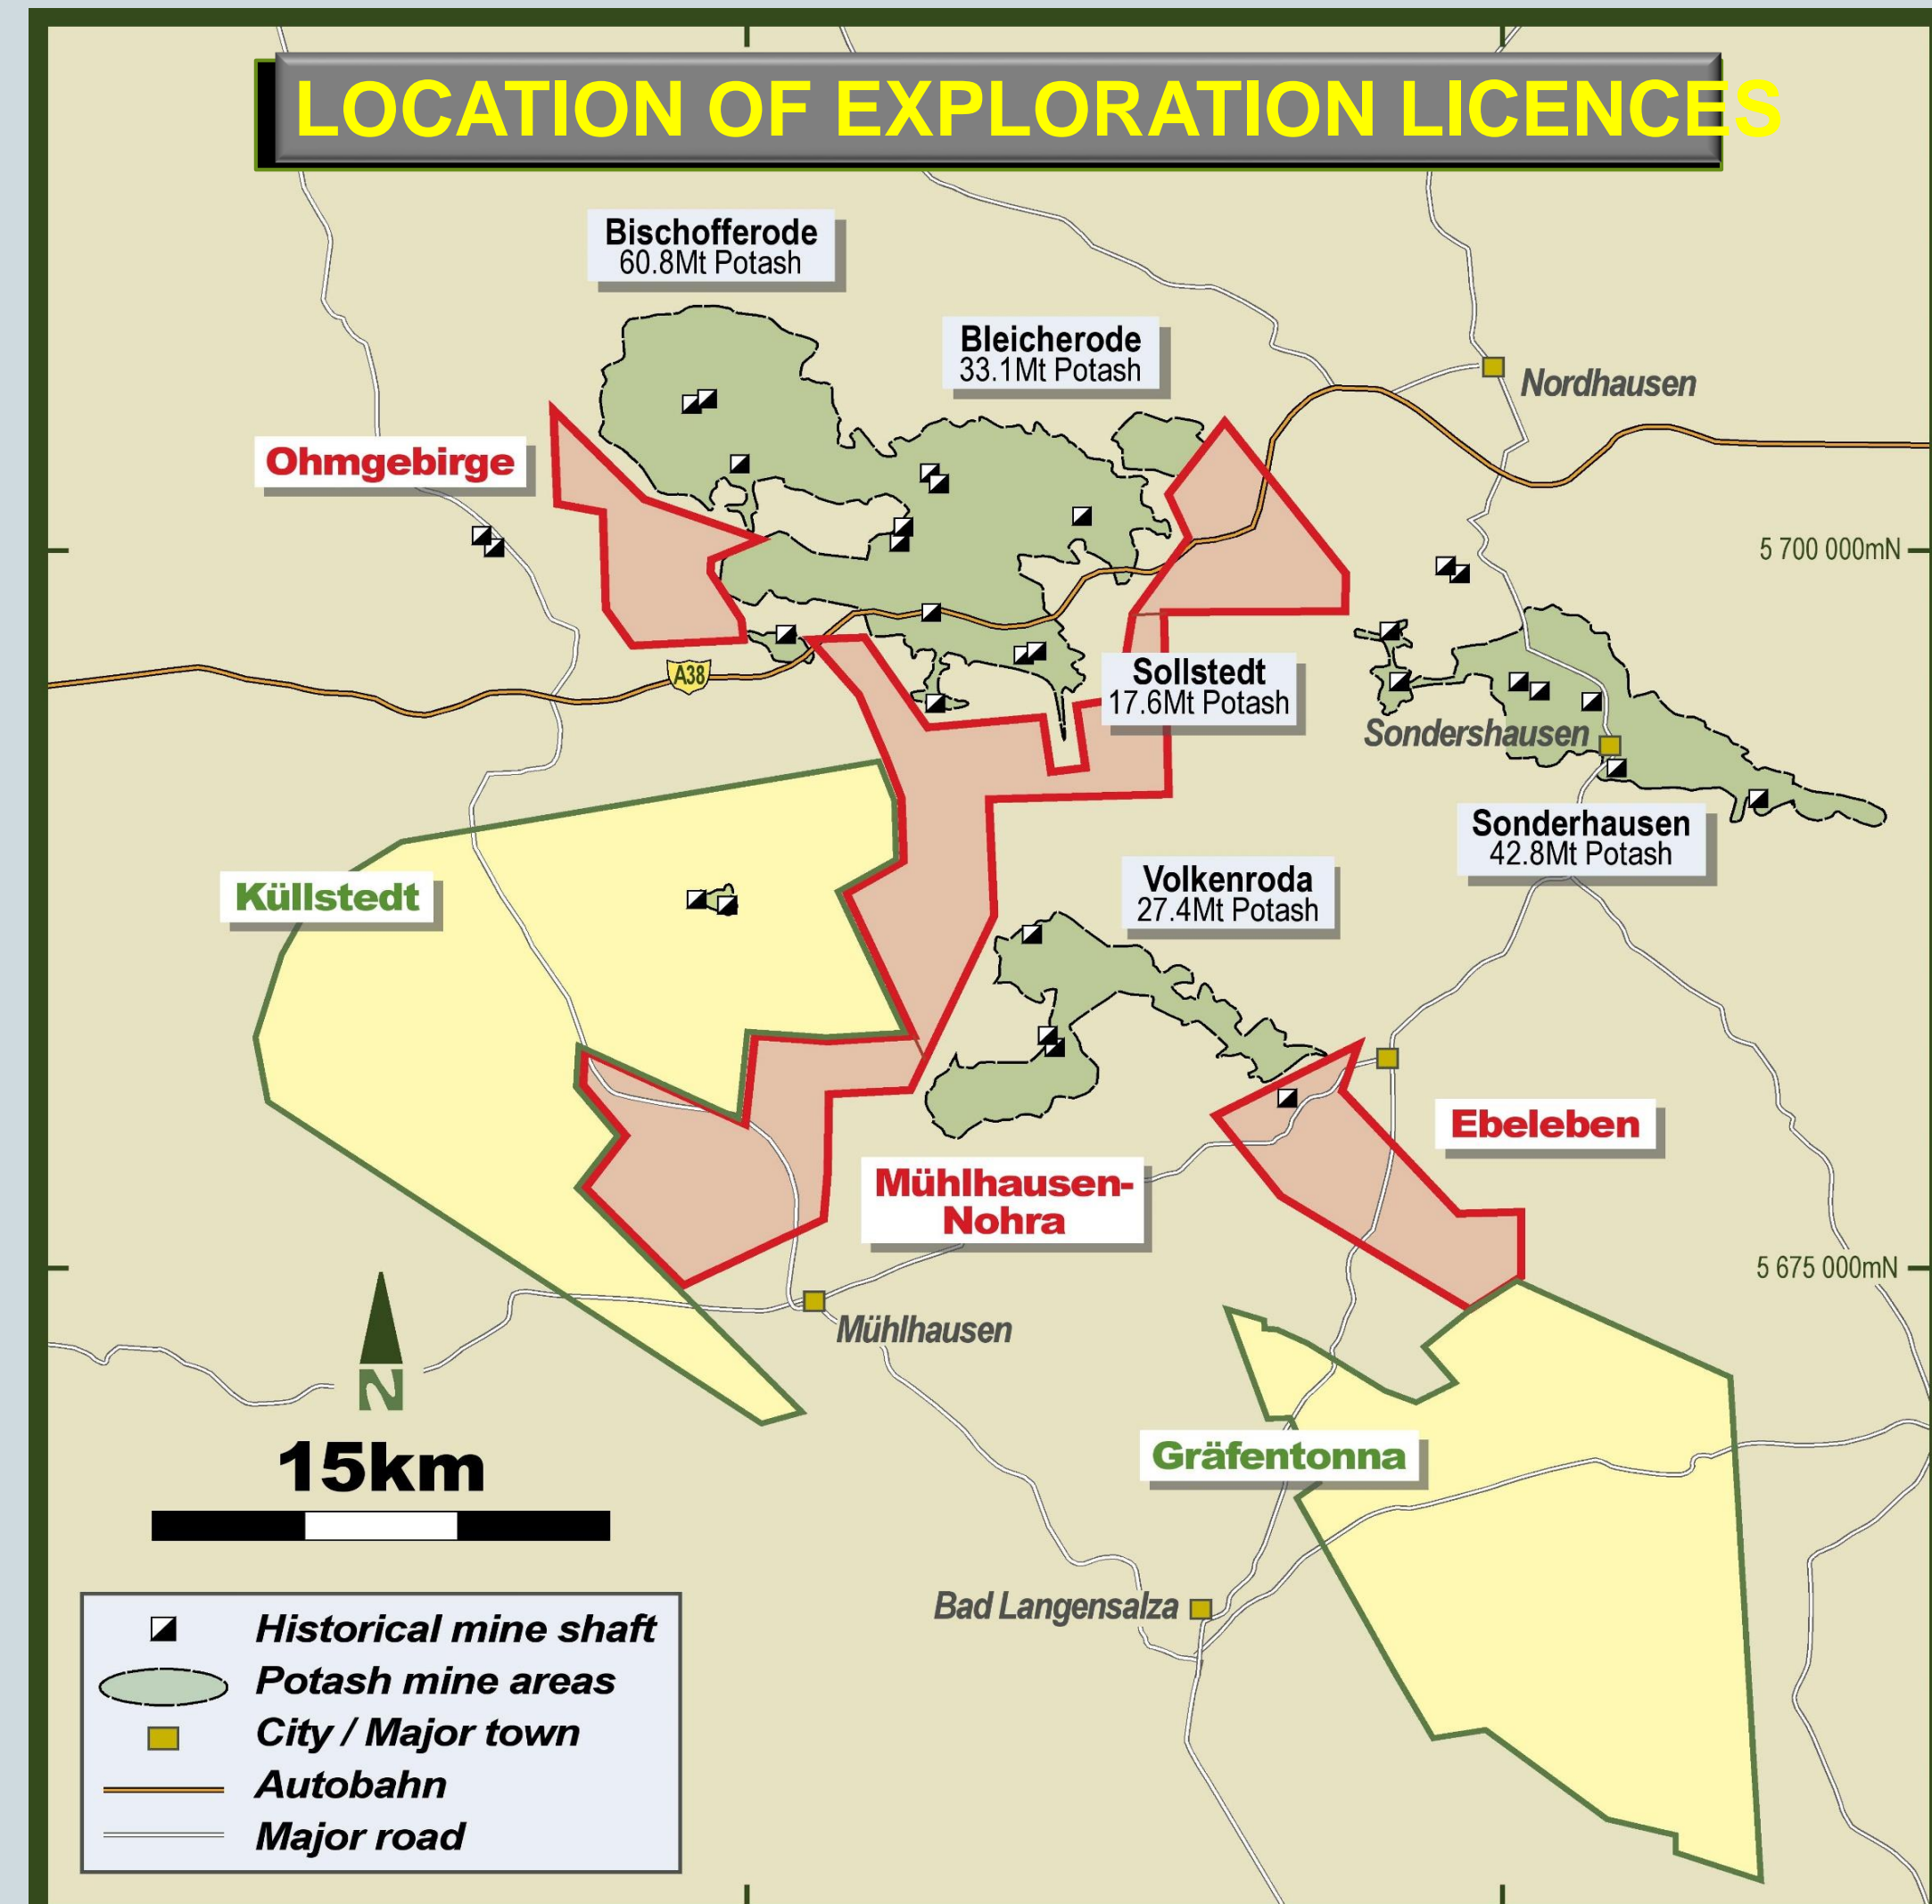 LOCATION OF EXPLORATION LICENCES
Bischofferode
60.8Mt Potash
Bleicherode
33.1Mt Potash
Nordhausen
Ohmgebirge
5 700 000mN
A38
Sollstedt
17.6Mt Potash
Sondershausen
Sonderhausen
42.8Mt Potash
Küllstedt
Volkenroda
27.4Mt Potash
Ebeleben
Mühlhausen-
Nohra
5 675 000mN
Mühlhausen
N
Gräfentonna
15km
Bad Langensalza
Historical mine shaft
Potash mine areas
City / Major town
Autobahn
Major road